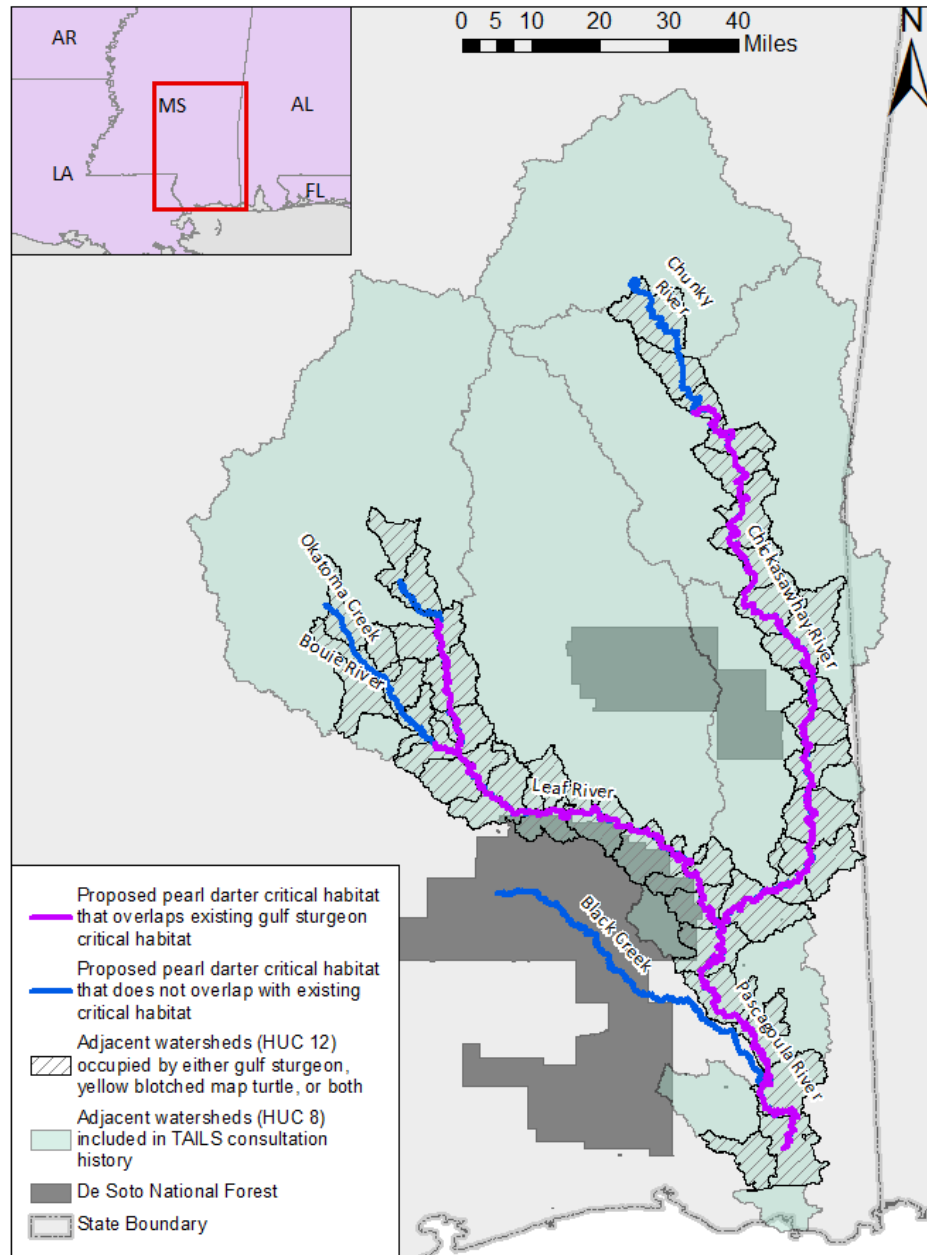 AR
MS
AL
LA
FL
0 5 10 20 30 40
Miles
N
Chunky
River
Chickasawhay River
Okatoma Creek
Bouie River
Leaf River
Black Creek
Pascagoula River
Proposed pearl darter critical habitat
that overlaps existing gulf sturgeon
critical habitat
Proposed pearl darter critical habitat
that does not overlap with existing
critical habitat
Adjacent watersheds (HUC 12)
occupied by either gulf sturgeon,
yellow blotched map turtle, or both
Adjacent watersheds (HUC 8)
included in TAILS consultation
history
De Soto National Forest
State Boundary